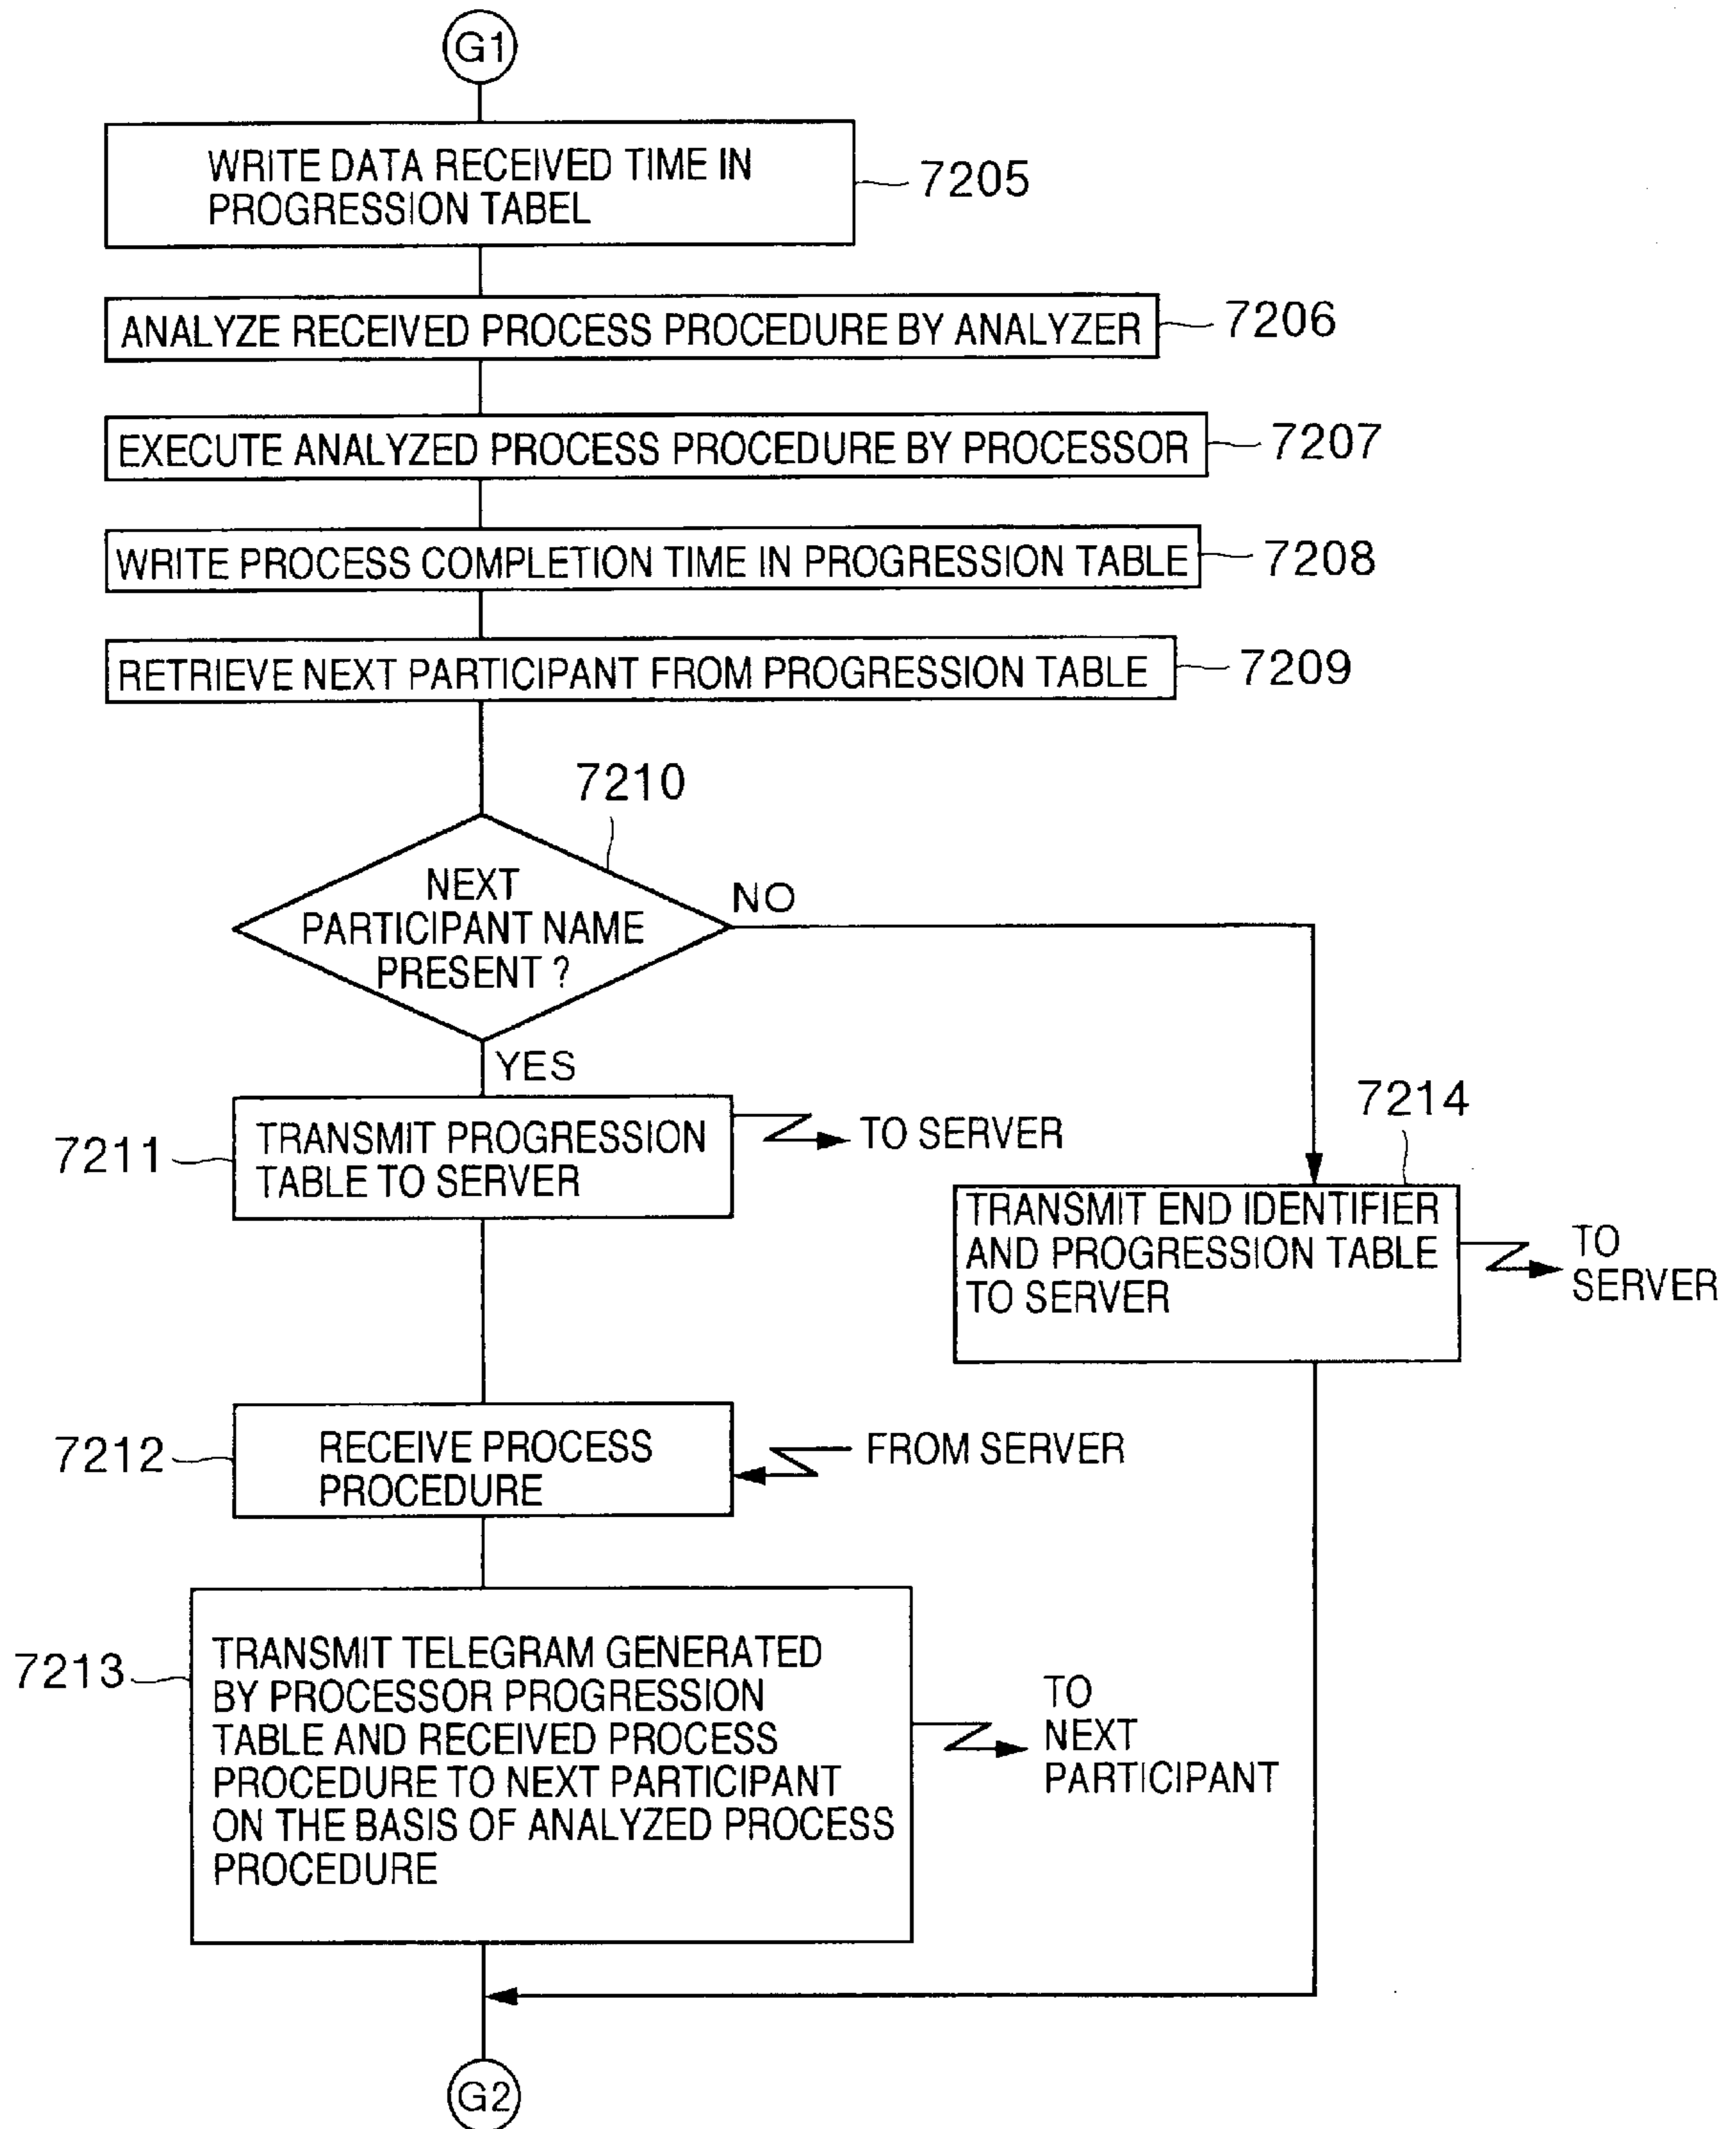 G1
WRITE DATA RECEIVED TIME IN
PROGRESSION TABEL
7205
ANALYZE RECEIVED PROCESS PROCEDURE BY ANALYZER
7206
EXECUTE ANALYZED PROCESS PROCEDURE BY PROCESSOR
7207
WRITE PROCESS COMPLETION TIME IN PROGRESSION TABLE
7208
RETRIEVE NEXT PARTICIPANT FROM PROGRESSION TABLE
7209
7210
NEXT
PARTICIPANT NAME
PRESENT ?
NO
YES
7211
TRANSMIT PROGRESSION
TABLE TO SERVER
TO SERVER
7214
TRANSMIT END IDENTIFIER
AND PROGRESSION TABLE
TO SERVER
TO
SERVER
7212
RECEIVE PROCESS
PROCEDURE
FROM SERVER
7213
TRANSMIT TELEGRAM GENERATED
BY PROCESSOR PROGRESSION
TABLE AND RECEIVED PROCESS
PROCEDURE TO NEXT PARTICIPANT
ON THE BASIS OF ANALYZED PROCESS
PROCEDURE
TO
NEXT
PARTICIPANT
G2